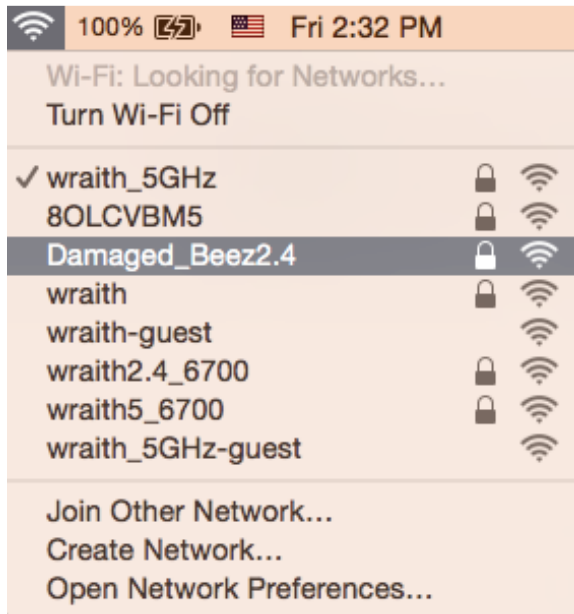 100% Fri 2:32 PM
Wi-Fi: Looking for Networks…
Turn Wi-Fi Off
wraith_5GHz
8OLCVBM5
Damaged_Beez2.4
wraith
wraith-guest
wraith2.4_6700
wraith5_6700
wraith_5GHz-guest
Join Other Network…
Create Network…
Open Network Preferences…